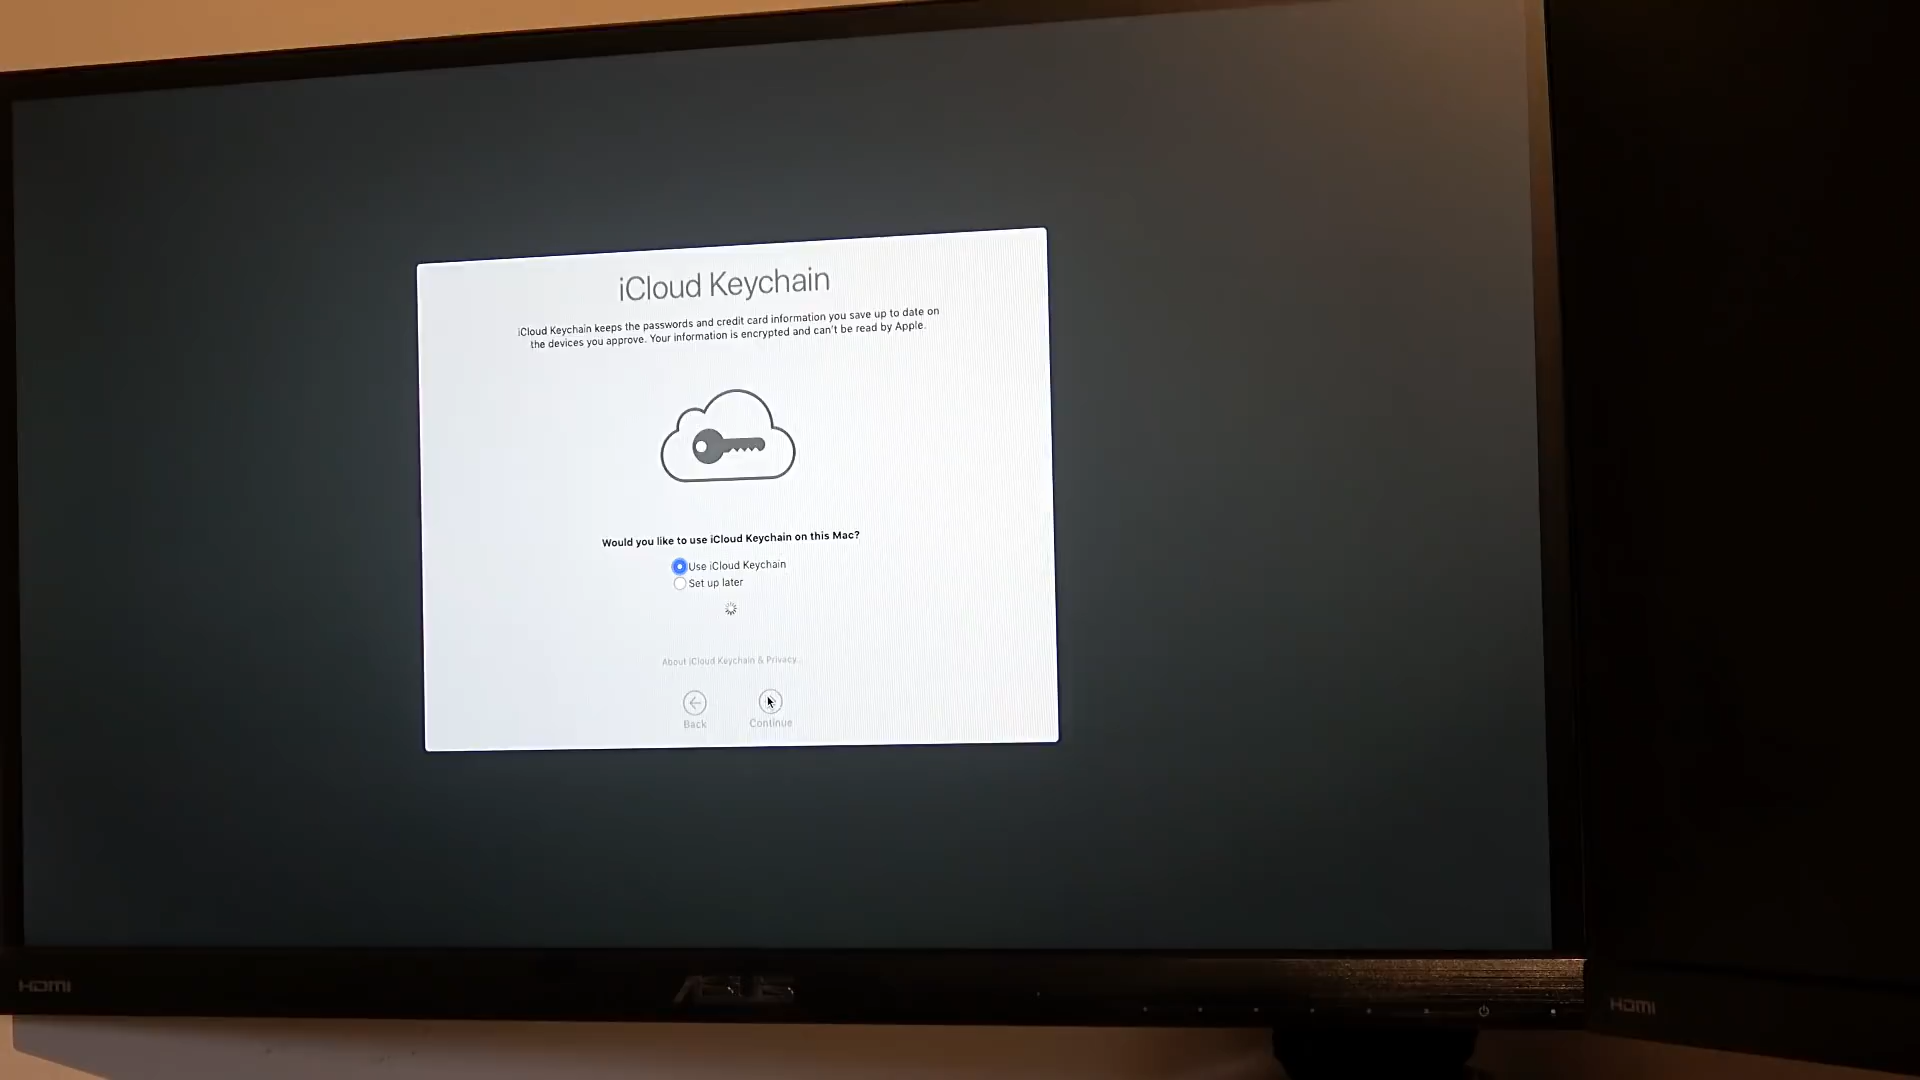 iCloud Keychain
iCloud Keychain keeps the passwords and credit card information you save up to date on
the devices you approve. Your information is encrypted and can't be read by Apple.
Would you like to use iCloud Keychain on this Mac?
Use iCloud Keychain
Set up later
About iCloud Keychain & Privacy...
Back
Continue
HDMI
ASUS
HDMI